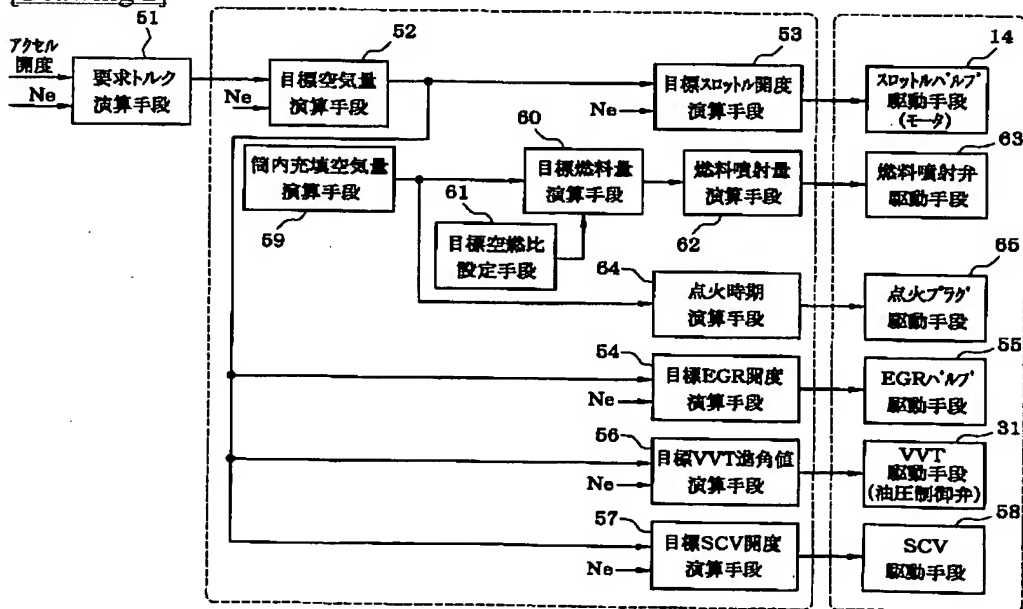 51
アクセル
開度
Ne
要求トルク
演算手段
52
目標空気量
演算手段
Ne
53
目標スロットル開度
演算手段
Ne
14
スロットルバルブ
駆動手段
(モータ)
筒内充填空気量
演算手段
59
60
目標燃料量
演算手段
61
目標空燃比
設定手段
燃料噴射量
演算手段
62
63
燃料噴射弁
駆動手段
64
点火時期
演算手段
65
点火プラグ
駆動手段
54
目標EGR開度
演算手段
Ne
55
EGRバルブ
駆動手段
56
目標VVT進角値
演算手段
Ne
31
VVT
駆動手段
(油圧制御弁)
57
目標SCV開度
演算手段
Ne
58
SCV
駆動手段